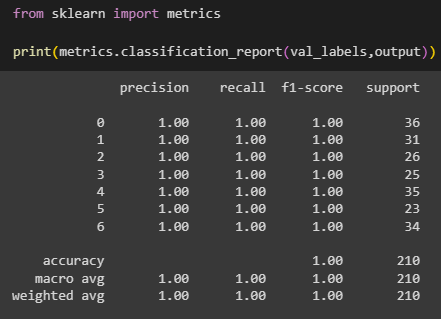 from sklearn import metrics
print(metrics.classification_report(val_labels,output))
precision recall f1-score support
0 1.00 1.00 1.00 36
1 1.00 1.00 1.00 31
2 1.00 1.00 1.00 26
3 1.00 1.00 1.00 25
4 1.00 1.00 1.00 35
5 1.00 1.00 1.00 23
6 1.00 1.00 1.00 34
accuracy 1.00 210
macro avg 1.00 1.00 1.00 210
weighted avg 1.00 1.00 1.00 210